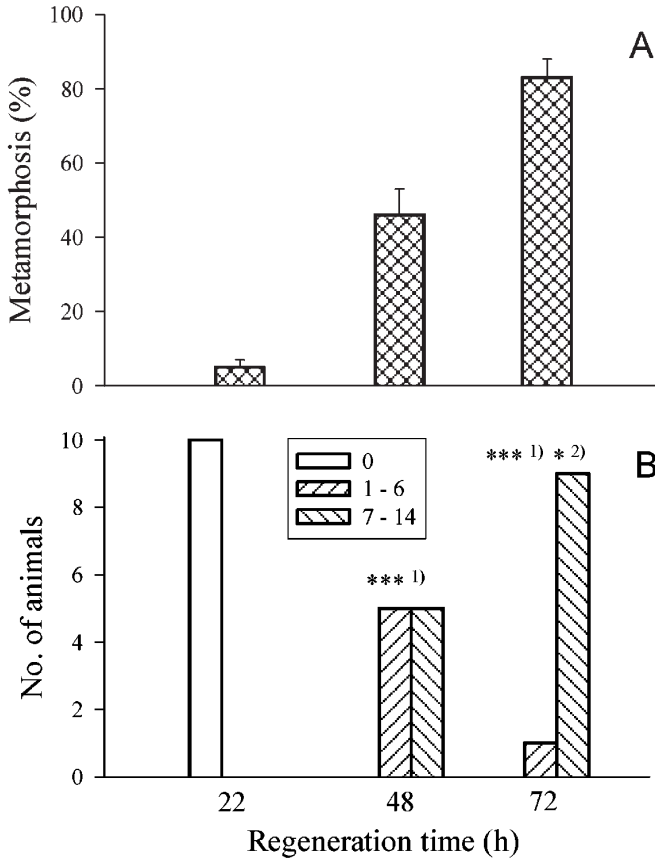 100
A
80
60
40
20
0
Metamorphosis (%)
10
B
8
6
4
2
0
No. of animals
0
1 - 6
7 - 14
*** 1) * 2)
*** 1)
22 48 72
Regeneration time (h)